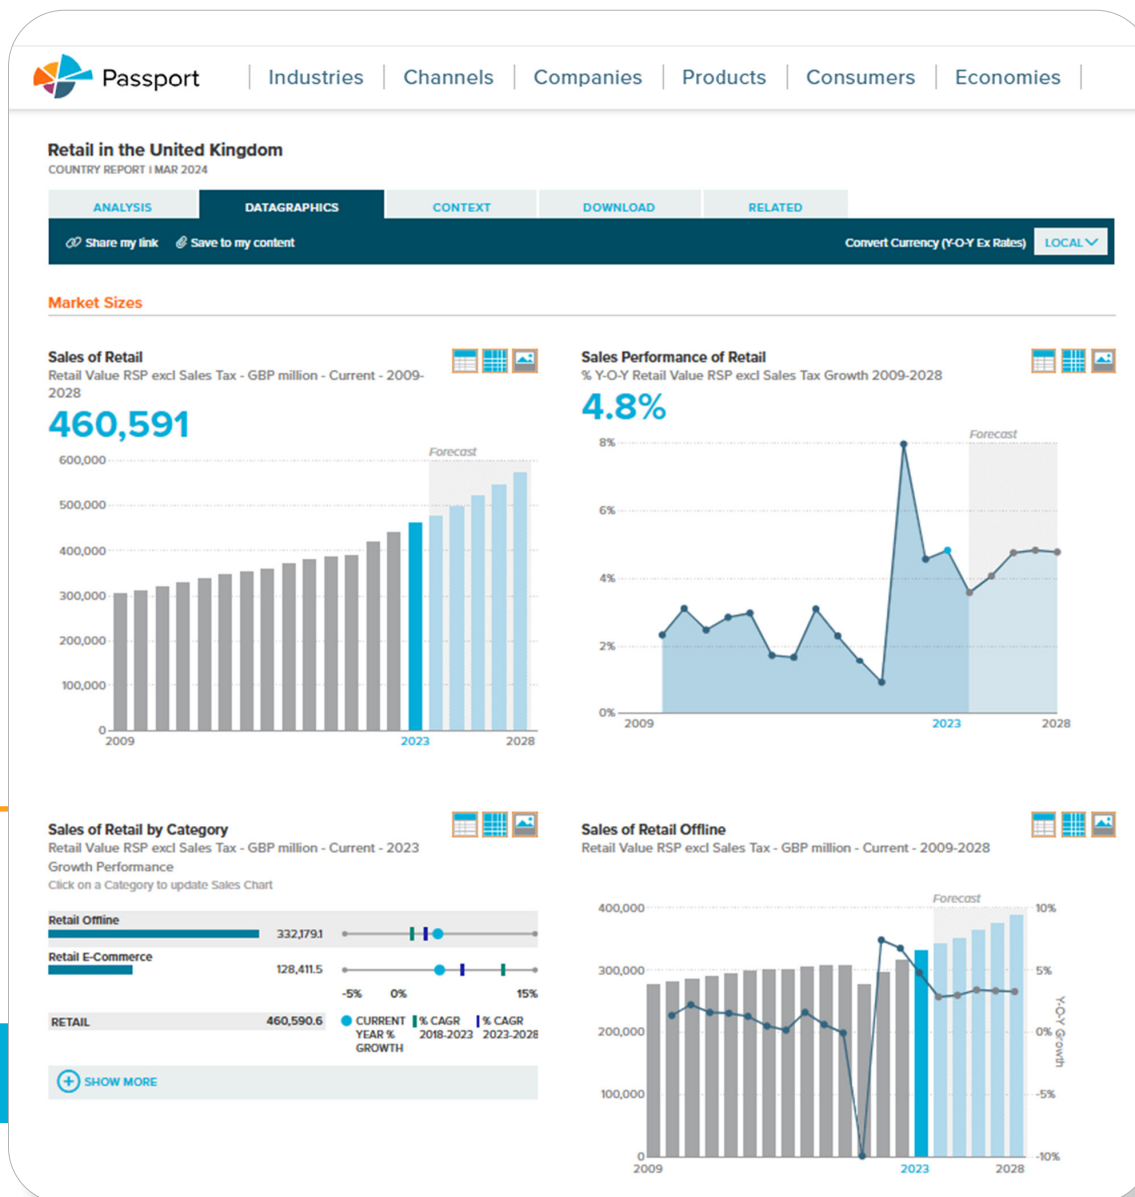 Passport
Industries
Channels
Companies
Products
Consumers
Economies
Retail in the United Kingdom
COUNTRY REPORT I MAR 2024
ANALYSIS
DATAGRAPHICS
CONTEXT
DOWNLOAD
RELATED
Share my link
Save to my content
Convert Currency (Y-O-Y Ex Rates)
LOCAL
Market Sizes
Sales of Retail
Retail Value RSP excl Sales Tax - GBP million - Current - 2009-
2028
460,591
Forecast
600,000
500,000
400,000
300,000
200,000
100,000
0
2009
2023
2028
Sales Performance of Retail
% Y-O-Y Retail Value RSP excl Sales Tax Growth 2009-2028
4.8%
Forecast
8%
6%
4%
2%
0%
2009
2023
2028
Sales of Retail by Category
Retail Value RSP excl Sales Tax - GBP million - Current - 2023
Growth Performance
Click on a Category to update Sales Chart
Retail Offline
332,179.1
Retail E-Commerce
128,411.5
-5%
0%
15%
RETAIL
460,590.6
CURRENT
YEAR %
GROWTH
% CAGR
2018-2023
% CAGR
2023-2028
SHOW MORE
Sales of Retail Offline
Retail Value RSP excl Sales Tax - GBP million - Current - 2009-2028
Forecast
400,000
300,000
200,000
100,000
0
10%
5%
0%
-5%
-10%
Y-O-Y Growth
2009
2023
2028